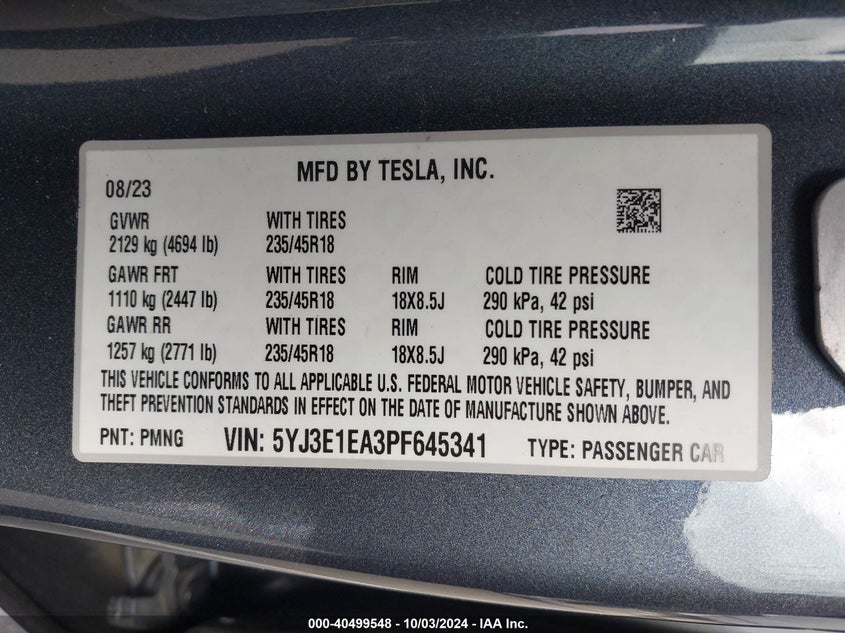 MFD BY TESLA, INC.
08/23
GVWR WITH TIRES
2129 kg (4694 lb) 235/45R18
GAWR FRT WITH TIRES RIM COLD TIRE PRESSURE
1110 kg (2447 lb) 235/45R18 18X8.5J 290 kPa, 42 psi
GAWR RR WITH TIRES RIM COLD TIRE PRESSURE
1257 kg (2771 lb) 235/45R18 18X8.5J 290 kPa, 42 psi
THIS VEHICLE CONFORMS TO ALL APPLICABLE U.S. FEDERAL MOTOR VEHICLE SAFETY, BUMPER, AND
THEFT PREVENTION STANDARDS IN EFFECT ON THE DATE OF MANUFACTURE SHOWN ABOVE.
PNT: PMNG VIN: 5YJ3E1EA3PF645341 TYPE: PASSENGER CAR
000-40499548 - 10/03/2024 - IAA Inc.